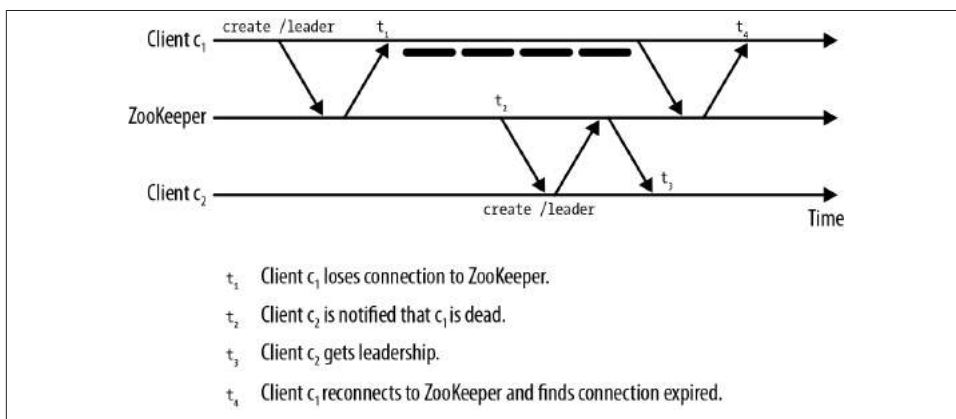 create /leader t₁ t₄
Client c₁
t₂
ZooKeeper
t₃
Client c₂
create /leader
Time
t₁ Client c₁ loses connection to ZooKeeper.
t₂ Client c₂ is notified that c₁ is dead.
t₃ Client c₂ gets leadership.
t₄ Client c₁ reconnects to ZooKeeper and finds connection expired.